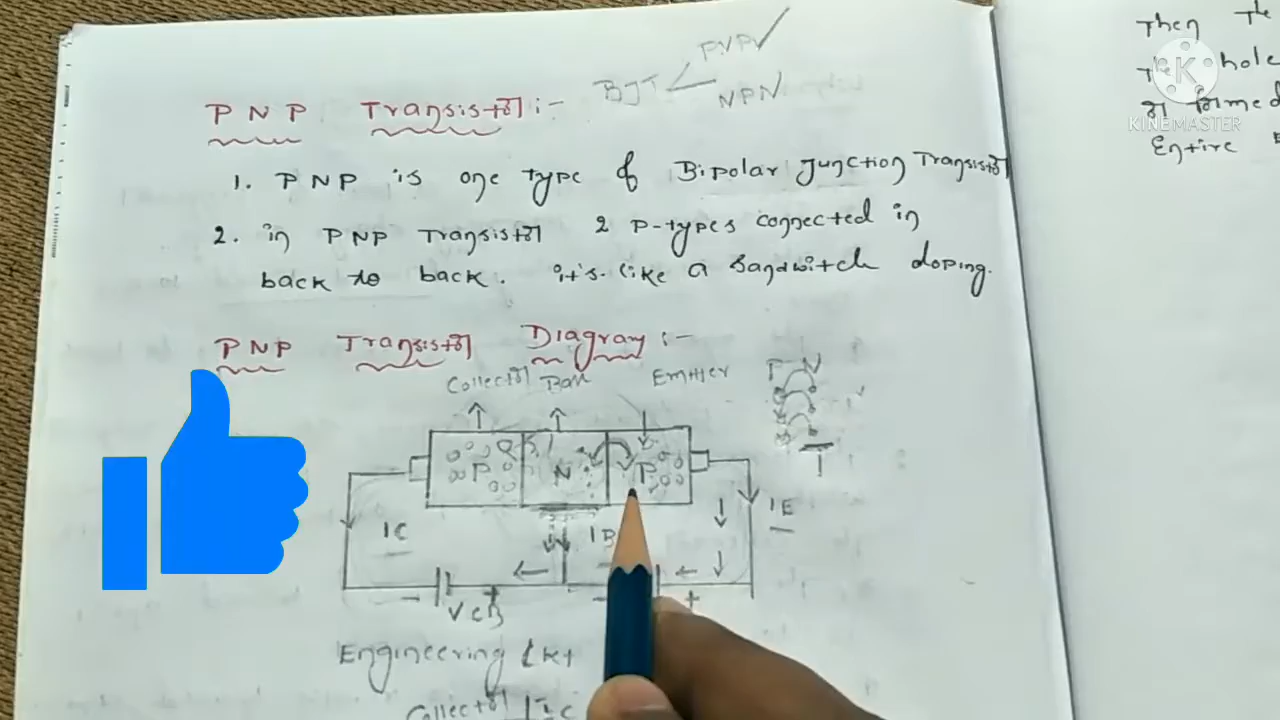 PNP
BJT
NPN
PNP Transistor :-
1. PNP is one type of Bipolar Junction Transistor
2. in PNP Transistor 2 P-types connected in
back to back. it's like a sandwitch doping.
PNP Transistor Diagram :-
Collector Base Emitter P N
P N P
IC IB IE
- VCB - +
Engineering
Collector
Then The
The hole
Entire
K
KINEMASTER